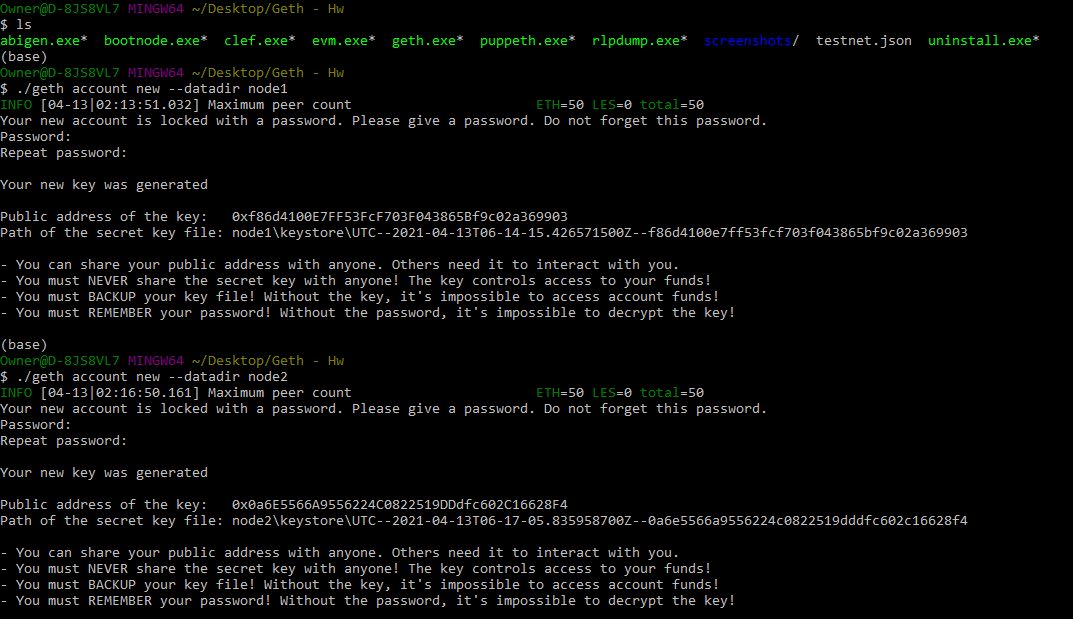 Owner@D-8JS8VL7 MINGW64 ~/Desktop/Geth - Hw
$ ls
abigen.exe* bootnode.exe* clef.exe* evm.exe* geth.exe* puppeth.exe* rlpdump.exe* screenshots/ testnet.json uninstall.exe*
(base)
Owner@D-8JS8VL7 MINGW64 ~/Desktop/Geth - Hw
$ ./geth account new --datadir node1
INFO [04-13|02:13:51.032] Maximum peer count ETH=50 LES=0 total=50
Your new account is locked with a password. Please give a password. Do not forget this password.
Password:
Repeat password:

Your new key was generated

Public address of the key: 0xf86d4100E7FF53FcF703F043865Bf9c02a369903
Path of the secret key file: node1\keystore\UTC--2021-04-13T06-14-15.426571500Z--f86d4100e7ff53fcf703f043865bf9c02a369903

- You can share your public address with anyone. Others need it to interact with you.
- You must NEVER share the secret key with anyone! The key controls access to your funds!
- You must BACKUP your key file! Without the key, it's impossible to access account funds!
- You must REMEMBER your password! Without the password, it's impossible to decrypt the key!

(base)
Owner@D-8JS8VL7 MINGW64 ~/Desktop/Geth - Hw
$ ./geth account new --datadir node2
INFO [04-13|02:16:50.161] Maximum peer count ETH=50 LES=0 total=50
Your new account is locked with a password. Please give a password. Do not forget this password.
Password:
Repeat password:

Your new key was generated

Public address of the key: 0x0a6E5566A9556224C0822519DDdfc602C16628F4
Path of the secret key file: node2\keystore\UTC--2021-04-13T06-17-05.835958700Z--0a6e5566a9556224c0822519dddfc602c16628f4

- You can share your public address with anyone. Others need it to interact with you.
- You must NEVER share the secret key with anyone! The key controls access to your funds!
- You must BACKUP your key file! Without the key, it's impossible to access account funds!
- You must REMEMBER your password! Without the password, it's impossible to decrypt the key!